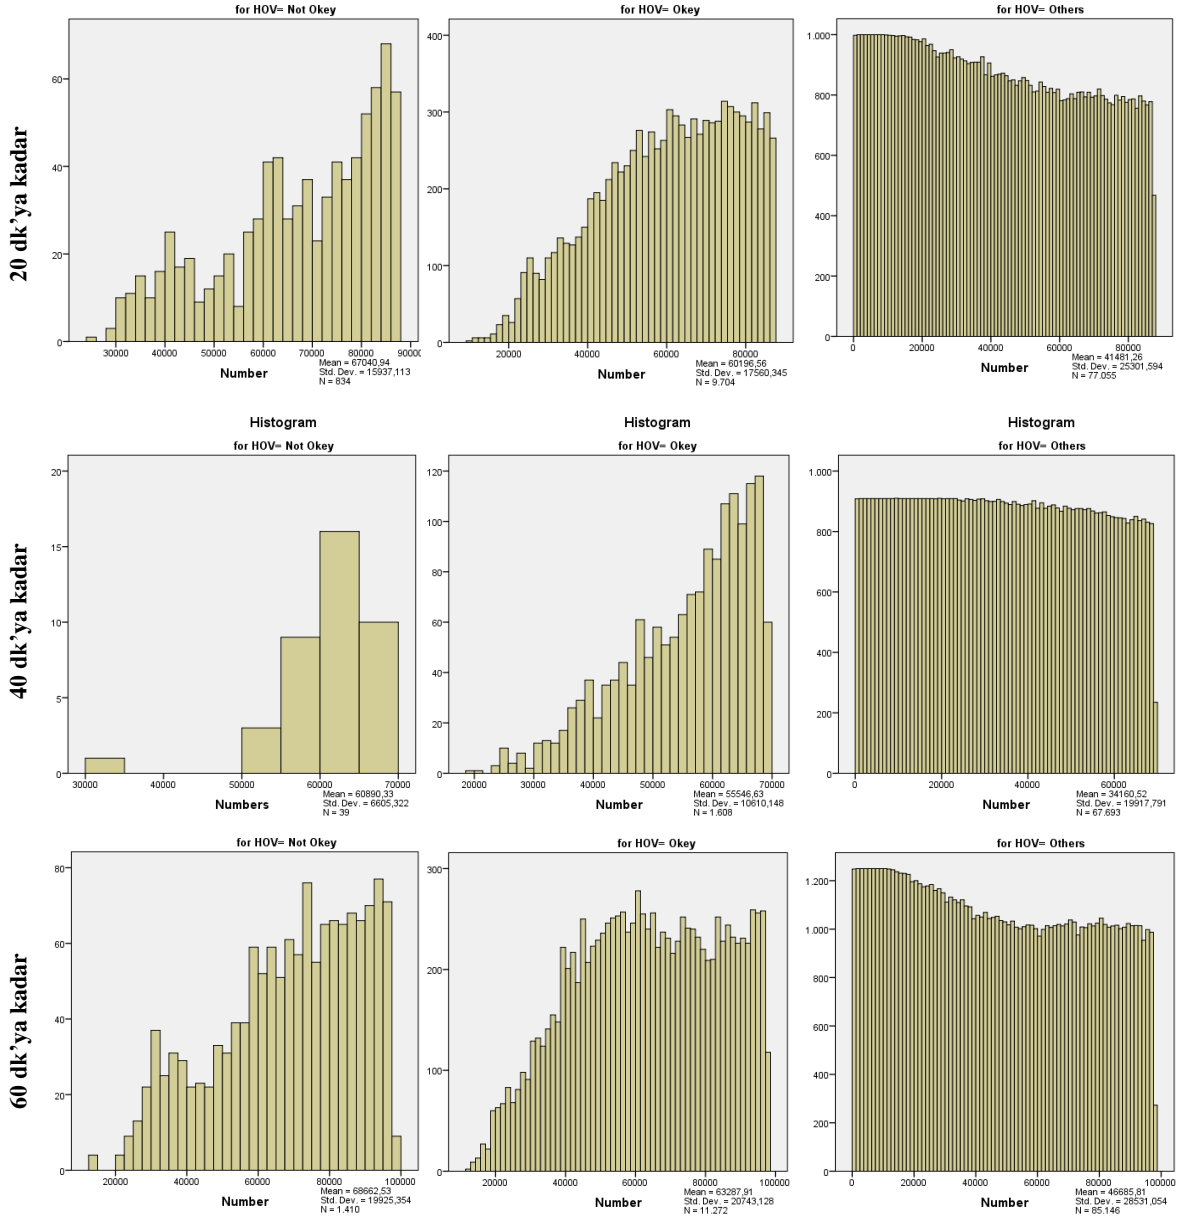 20 dk'ya kadar
for HOV= Not Okey
60
40
20
0
30000 40000 50000 60000 70000 80000 90000
Number
Mean = 67040,94
Std. Dev. = 15937,113
N = 834
for HOV= Okey
400
300
200
100
0
20000 40000 60000 80000
Number
Mean = 60196,56
Std. Dev. = 17560,345
N = 9.704
for HOV= Others
1.000
800
600
400
200
0
0 20000 40000 60000 80000
Number
Mean = 41481,26
Std. Dev. = 25301,594
N = 77.055
40 dk'ya kadar
Histogram
for HOV= Not Okey
20
15
10
5
0
30000 40000 50000 60000 70000
Numbers
Mean = 60890,33
Std. Dev. = 6605,322
N = 39
Histogram
for HOV= Okey
120
100
80
60
40
20
0
20000 30000 40000 50000 60000 70000
Number
Mean = 55546,63
Std. Dev. = 10610,148
N = 1.608
Histogram
for HOV= Others
1.000
800
600
400
200
0
0 20000 40000 60000
Number
Mean = 34160,52
Std. Dev. = 19917,791
N = 67.693
60 dk'ya kadar
for HOV= Not Okey
80
60
40
20
0
20000 40000 60000 80000 100000
Number
Mean = 68662,53
Std. Dev. = 19925,354
N = 1.410
for HOV= Okey
300
200
100
0
20000 40000 60000 80000 100000
Number
Mean = 63287,91
Std. Dev. = 20743,128
N = 11.272
for HOV= Others
1.200
1.000
800
600
400
200
0
0 20000 40000 60000 80000 100000
Number
Mean = 46685,81
Std. Dev. = 28531,054
N = 85.146